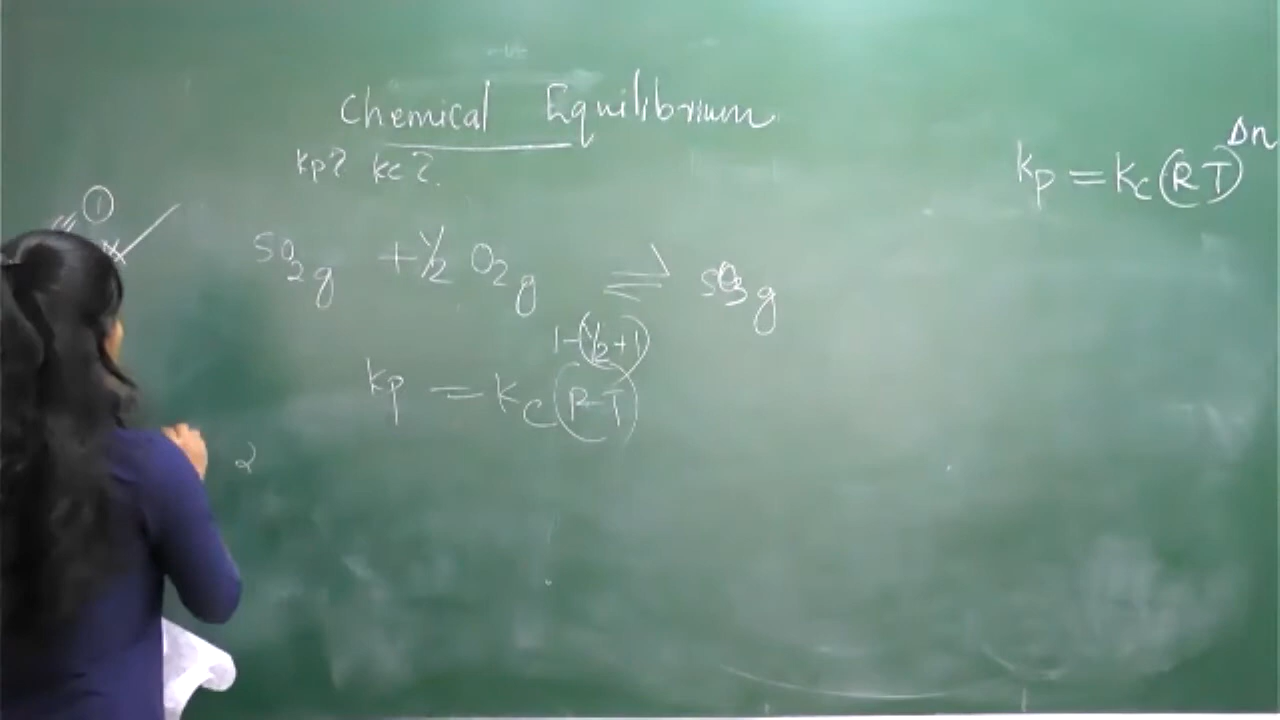 Chemical Equilibrium
kp? kc?
kp = kc (RT)^Δn
①
SO2g + 1/2 O2g ⇌ SO3g
kp = kc (RT)^1-(1/2+1)
2